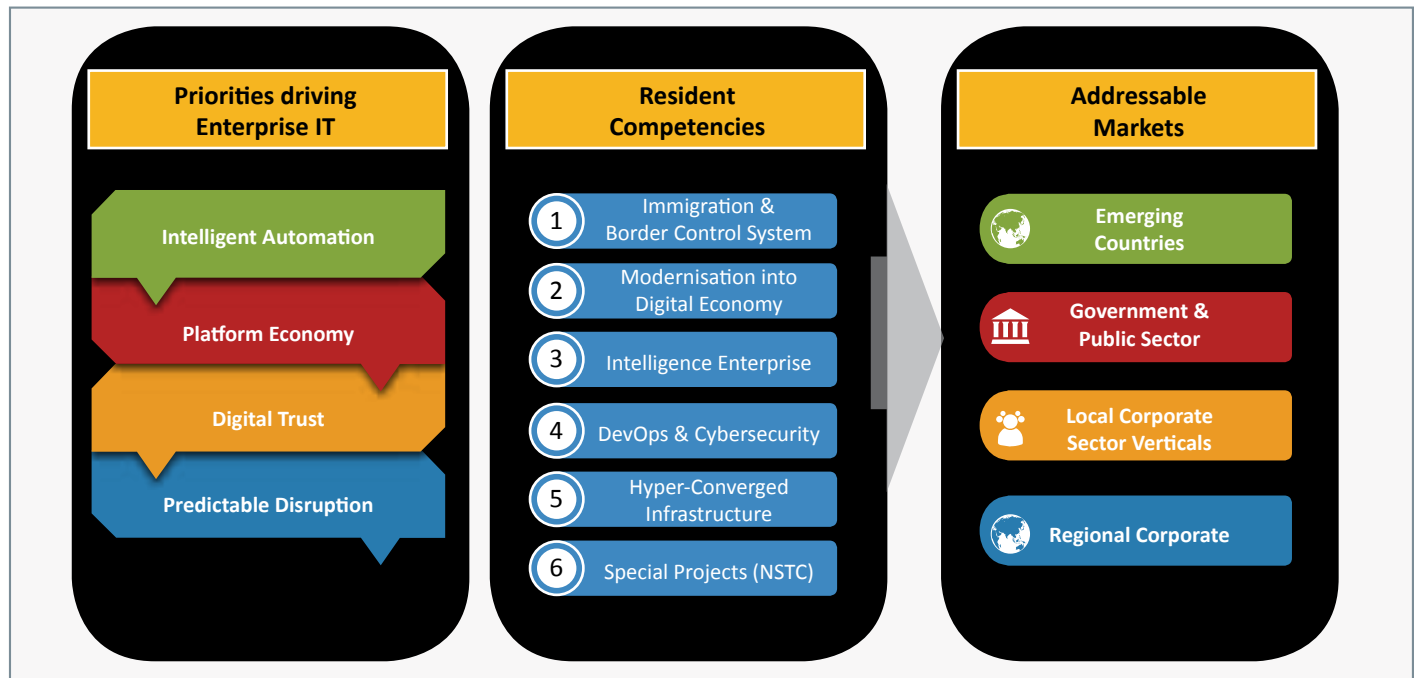 Priorities driving
Enterprise IT
Intelligent Automation
Platform Economy
Digital Trust
Predictable Disruption
Resident
Competencies
1
Immigration &
Border Control System
2
Modernisation into
Digital Economy
3
Intelligence Enterprise
4
DevOps & Cybersecurity
5
Hyper-Converged
Infrastructure
6
Special Projects (NSTC)
Addressable
Markets
Emerging
Countries
Government &
Public Sector
Local Corporate
Sector Verticals
Regional Corporate